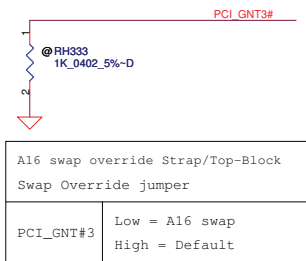 PCI_GNT3#
1
@ RH333
1K_0402_5%~D
2
A16 swap override Strap/Top-Block
Swap Override jumper
PCI_GNT#3
Low = A16 swap
High = Default